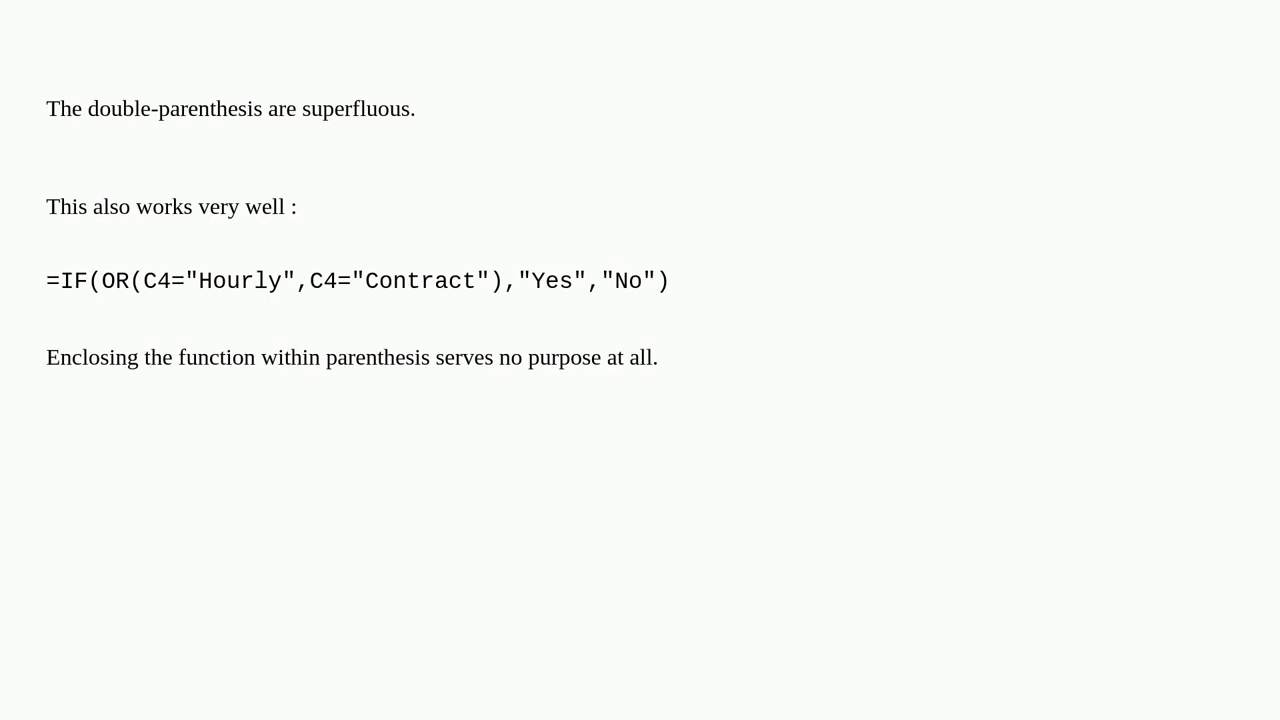 The double-parenthesis are superfluous.
This also works very well :
=IF(OR(C4="Hourly",C4="Contract"),"Yes","No")
Enclosing the function within parenthesis serves no purpose at all.